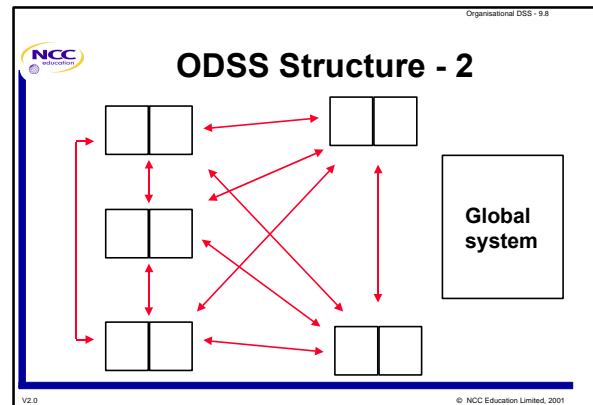 Organisational DSS - 9.8
NCC
education
ODSS Structure - 2
Global
system
V2.0
© NCC Education Limited, 2001